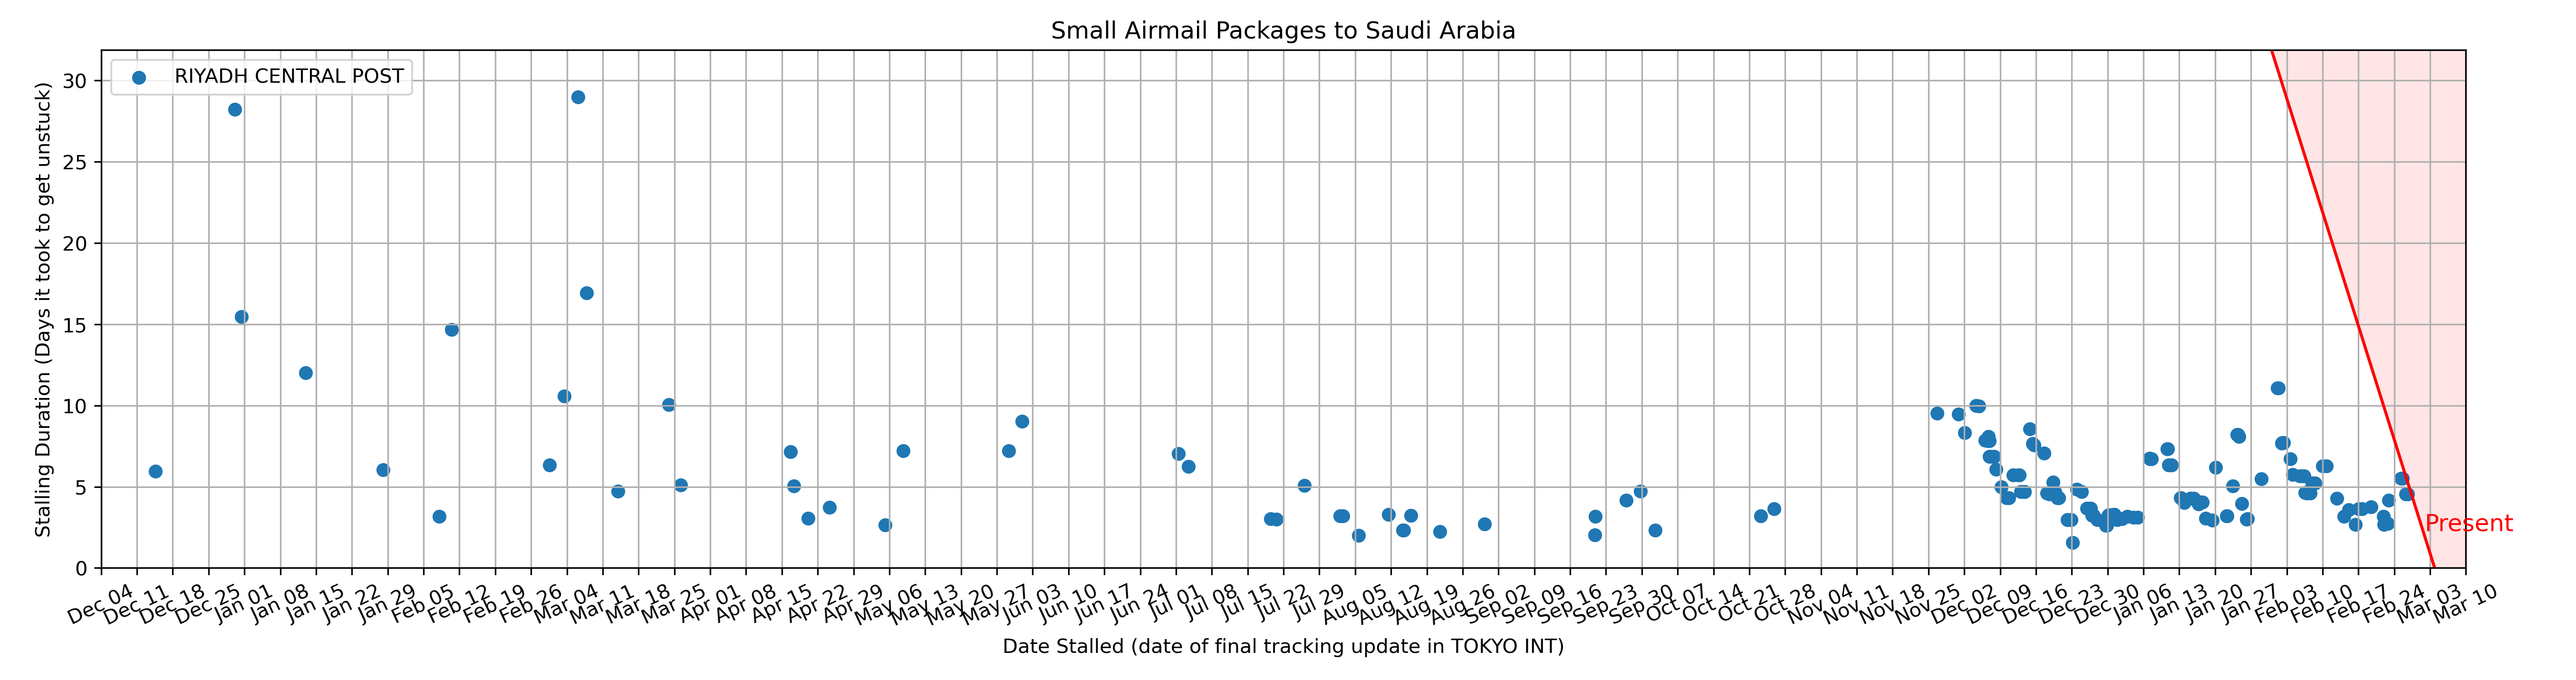 Small Airmail Packages to Saudi Arabia
RIYADH CENTRAL POST
Stalling Duration (Days it took to get unstuck)
30
25
20
15
10
5
0
Present
Dec 04
Dec 11
Dec 18
Dec 25
Jan 01
Jan 08
Jan 15
Jan 22
Jan 29
Feb 05
Feb 12
Feb 19
Feb 26
Mar 04
Mar 11
Mar 18
Mar 25
Apr 01
Apr 08
Apr 15
Apr 22
Apr 29
May 06
May 13
May 20
May 27
Jun 03
Jun 10
Jun 17
Jun 24
Jul 01
Jul 08
Jul 15
Jul 22
Jul 29
Aug 05
Aug 12
Aug 19
Aug 26
Sep 02
Sep 09
Sep 16
Sep 23
Sep 30
Oct 07
Oct 14
Oct 21
Oct 28
Nov 04
Nov 11
Nov 18
Nov 25
Dec 02
Dec 09
Dec 16
Dec 23
Dec 30
Jan 06
Jan 13
Jan 20
Jan 27
Feb 03
Feb 10
Feb 17
Feb 24
Mar 03
Mar 10
Date Stalled (date of final tracking update in TOKYO INT)